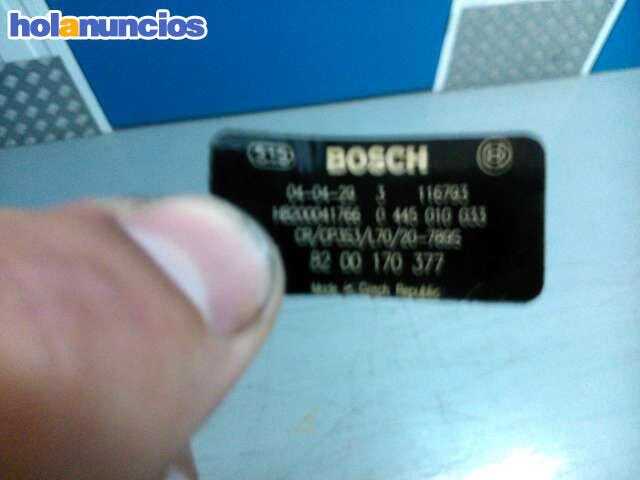 holanuncios
515 BOSCH
04-04-29 3 116793
H8200041766 0 445 010 033
CR/CP3S3/L70/20-789S
82 00 170 377
Made in Czech Republic